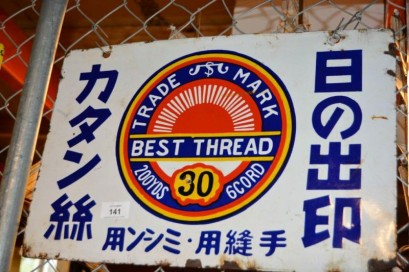 日の出印
カタン絲
TRADE $ MARK
BEST THREAD
200YDS 30 6CORD
手縫用・ミシン用
141